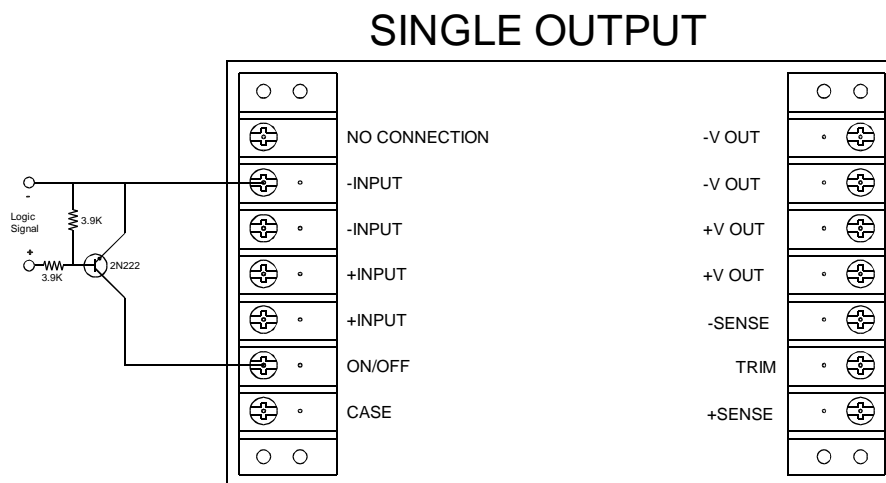 SINGLE OUTPUT
NO CONNECTION
-INPUT
-INPUT
+INPUT
+INPUT
ON/OFF
CASE
-V OUT
-V OUT
+V OUT
+V OUT
-SENSE
TRIM
+SENSE
-
Logic
Signal
+
3.9K
3.9K
2N222